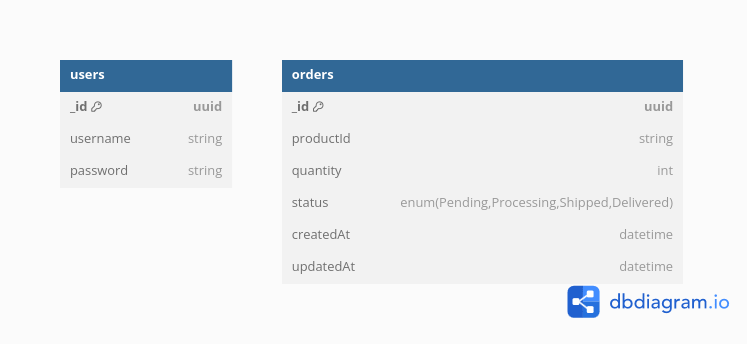 users
_id uuid
username string
password string
orders
_id uuid
productId string
quantity int
status enum(Pending,Processing,Shipped,Delivered)
createdAt datetime
updatedAt datetime
dbdiagram.io